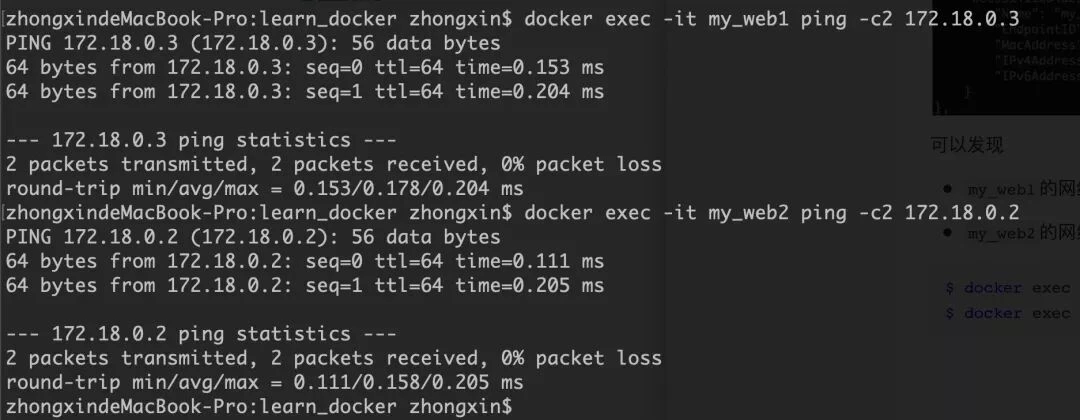 zhongxindeMacBook-Pro:learn_docker zhongxin$ docker exec -it my_web1 ping -c2 172.18.0.3
PING 172.18.0.3 (172.18.0.3): 56 data bytes
64 bytes from 172.18.0.3: seq=0 ttl=64 time=0.153 ms
64 bytes from 172.18.0.3: seq=1 ttl=64 time=0.204 ms
--- 172.18.0.3 ping statistics ---
2 packets transmitted, 2 packets received, 0% packet loss
round-trip min/avg/max = 0.153/0.178/0.204 ms
zhongxindeMacBook-Pro:learn_docker zhongxin$ docker exec -it my_web2 ping -c2 172.18.0.2
PING 172.18.0.2 (172.18.0.2): 56 data bytes
64 bytes from 172.18.0.2: seq=0 ttl=64 time=0.111 ms
64 bytes from 172.18.0.2: seq=1 ttl=64 time=0.205 ms
--- 172.18.0.2 ping statistics ---
2 packets transmitted, 2 packets received, 0% packet loss
round-trip min/avg/max = 0.111/0.158/0.205 ms
zhongxindeMacBook-Pro:learn_docker zhongxin$
"EndpointID
"MacAddress
"IPv4Addres
"IPv6Addres
}
},
可以发现
• my_web1 的网
• my_web2 的网
$ docker exec
$ docker exec